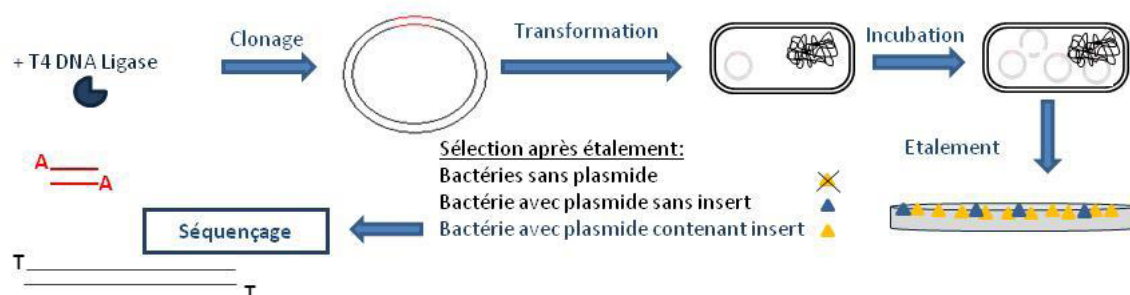 Clonage
Transformation
Incubation
+ T4 DNA Ligase
A
A
Sélection après étalement:
Bactéries sans plasmide
Bactérie avec plasmide sans insert
Bactérie avec plasmide contenant insert
Etalement
Séquençage
T
T